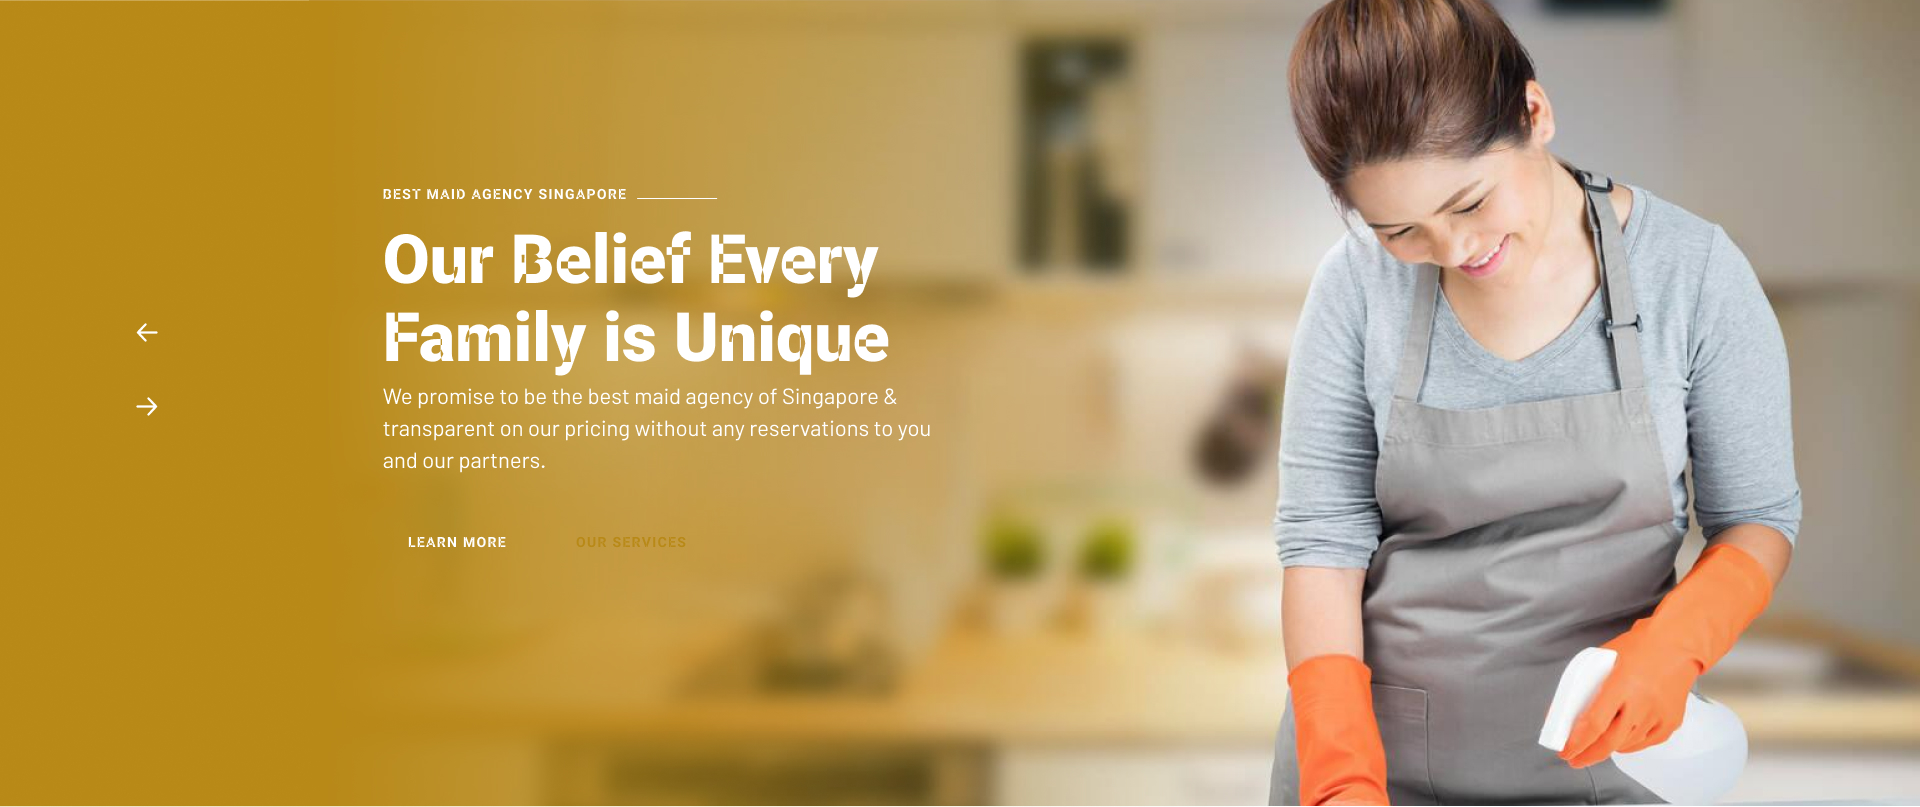 BEST MAID AGENCY SINGAPORE
Our Belief Every
Family is Unique
We promise to be the best maid agency of Singapore &
transparent on our pricing without any reservations to you
and our partners.
LEARN MORE
OUR SERVICES